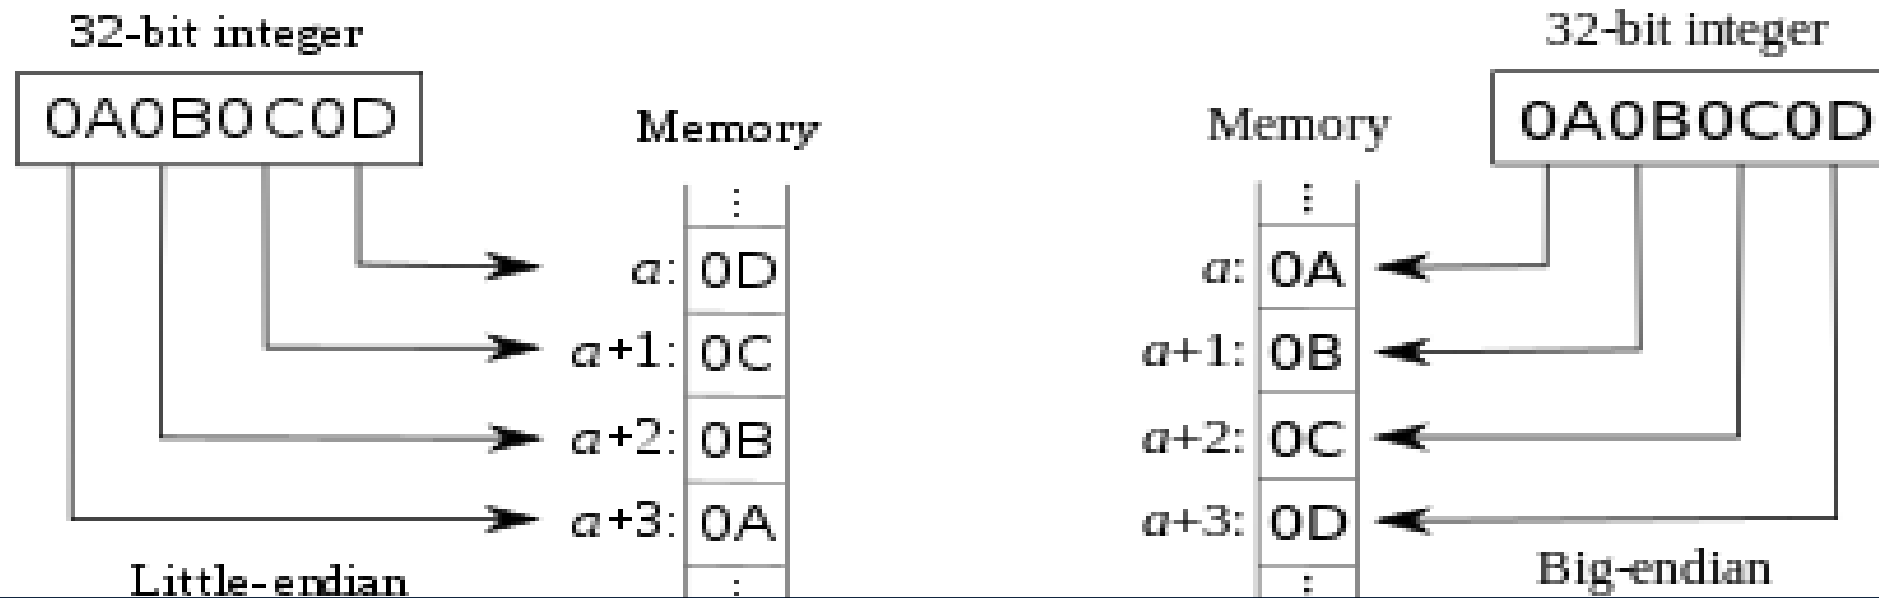 32-bit integer
0A0B0C0D
Memory
⋮
a: 0D
a+1: 0C
a+2: 0B
a+3: 0A
⋮
Little-endian
32-bit integer
0A0B0C0D
Memory
⋮
a: 0A
a+1: 0B
a+2: 0C
a+3: 0D
⋮
Big-endian